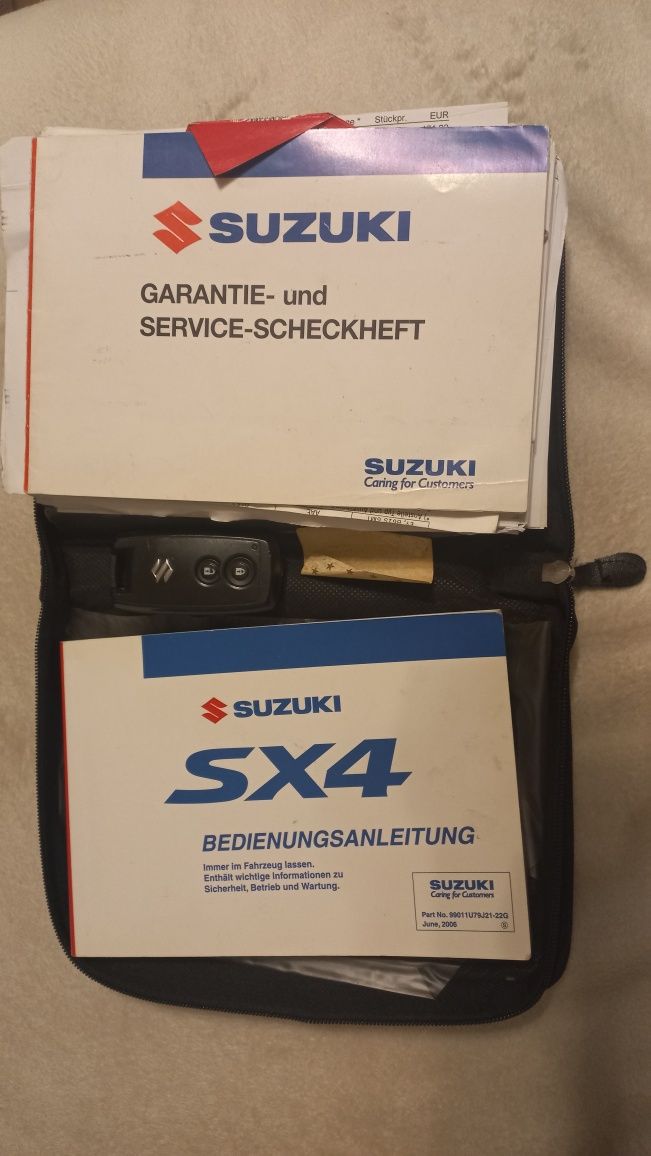 Stückpr. EUR
SUZUKI
GARANTIE- und
SERVICE-SCHECKHEFT
SUZUKI
Caring for Customers
SUZUKI
SX4
BEDIENUNGSANLEITUNG
Immer im Fahrzeug lassen.
Enthält wichtige Informationen zu
Sicherheit, Betrieb und Wartung.
SUZUKI
Caring for Customers
Part No. 99011U79J21-22G
June, 2006